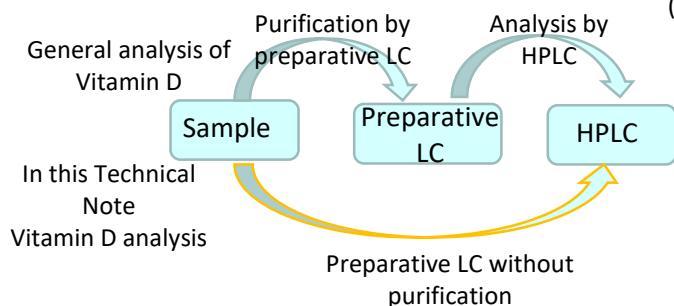 (
Purification by
preparative LC
Analysis by
HPLC
General analysis of
Vitamin D
Sample
Preparative
LC
HPLC
In this Technical
Note
Vitamin D analysis
Preparative LC without
purification